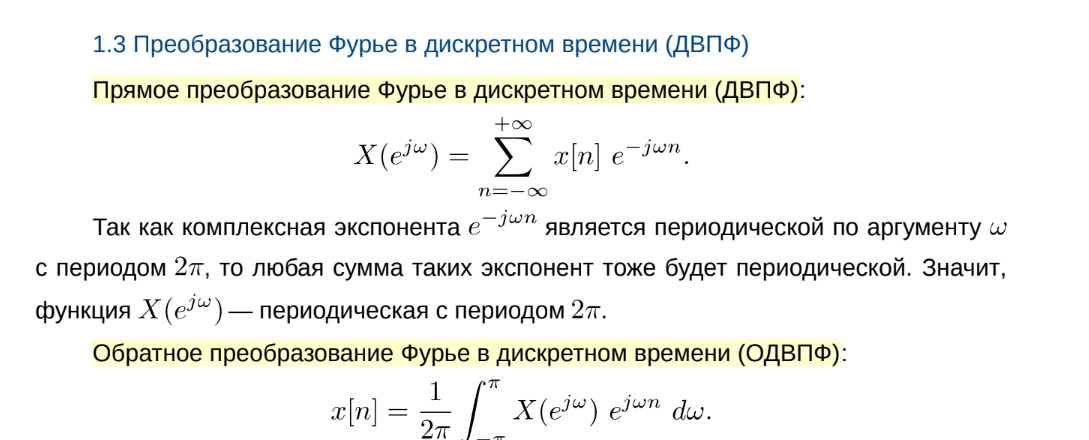 1.3 Преобразование Фурье в дискретном времени (ДВПФ)
Прямое преобразование Фурье в дискретном времени (ДВПФ):
$$X(e^{j\omega}) = \sum_{n=-\infty}^{+\infty} x[n]\ e^{-j\omega n}.$$
Так как комплексная экспонента $e^{-j\omega n}$ является периодической по аргументу $\omega$
с периодом $2\pi$, то любая сумма таких экспонент тоже будет периодической. Значит,
функция $X(e^{j\omega})$ — периодическая с периодом $2\pi$.
Обратное преобразование Фурье в дискретном времени (ОДВПФ):
$$x[n] = \frac{1}{2\pi} \int_{-\pi}^{\pi} X(e^{j\omega})\ e^{j\omega n}\ d\omega.$$